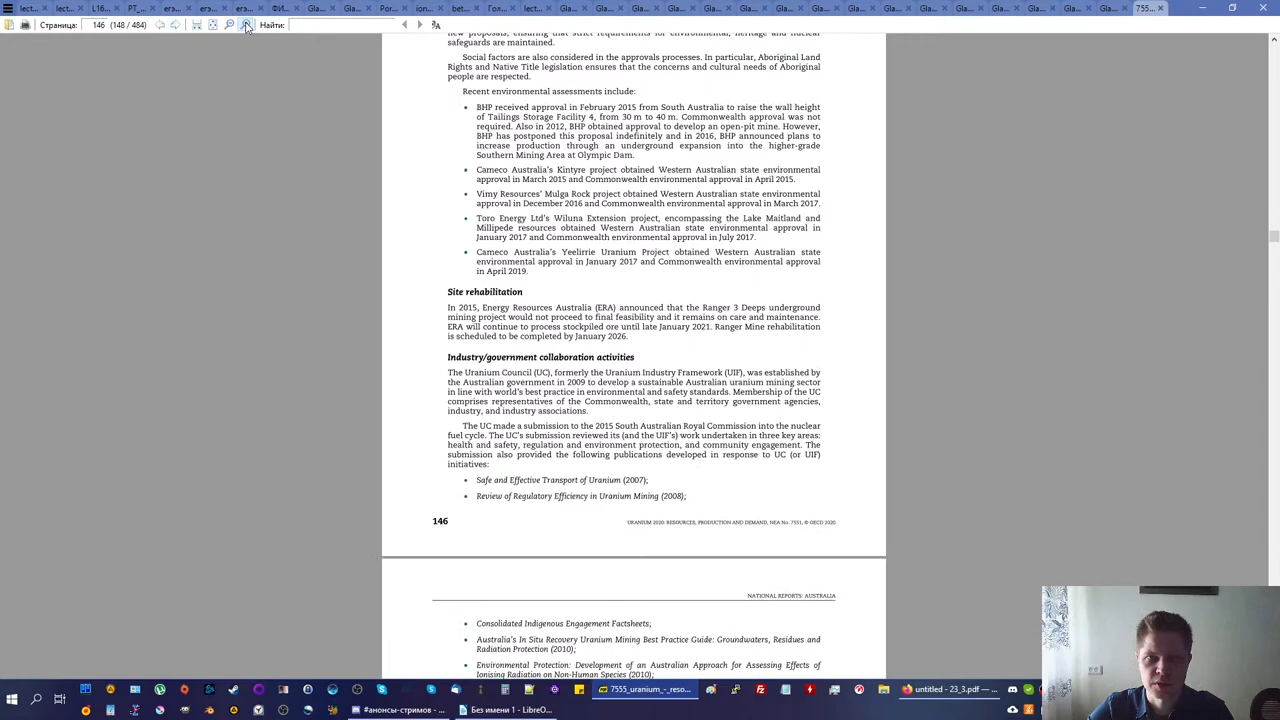 lectur...
Страница:
146
(147 / 484)
Найти:
new proposals, ensuring that strict requirements for environmental, heritage and nuclear
safeguards are maintained.
Social factors are also considered in the approvals processes. In particular, Aboriginal Land
Rights and Native Title legislation ensures that the concerns and cultural needs of Aboriginal
people are respected.
Recent environmental assessments include:
• BHP received approval in February 2015 from South Australia to raise the wall height
of Tailings Storage Facility 4, from 30 m to 40 m. Commonwealth approval was not
required. Also in 2012, BHP obtained approval to develop an open-pit mine. However,
BHP has postponed this proposal indefinitely and in 2016, BHP announced plans to
increase production through an underground expansion into the higher-grade
Southern Mining Area at Olympic Dam.
• Cameco Australia's Kintyre project obtained Western Australian state environmental
approval in March 2015 and Commonwealth environmental approval in April 2015.
• Vimy Resources' Mulga Rock project obtained Western Australian state environmental
approval in December 2016 and Commonwealth environmental approval in March 2017.
• Toro Energy Ltd's Wiluna Extension project, encompassing the Lake Maitland and
Millipede resources obtained Western Australian state environmental approval in
January 2017 and Commonwealth environmental approval in July 2017.
• Cameco Australia's Yeelirrie Uranium Project obtained Western Australian state
environmental approval in January 2017 and Commonwealth environmental approval
in April 2019.
Site rehabilitation
In 2015, Energy Resources Australia (ERA) announced that the Ranger 3 Deeps underground
mining project would not proceed to final feasibility and it remains on care and maintenance.
ERA will continue to process stockpiled ore until late January 2021. Ranger Mine rehabilitation
is scheduled to be completed by January 2026.
Industry/government collaboration activities
The Uranium Council (UC), formerly the Uranium Industry Framework (UIF), was established by
the Australian government in 2009 to develop a sustainable Australian uranium mining sector
in line with world's best practice in environmental and safety standards. Membership of the UC
comprises representatives of the Commonwealth, state and territory government agencies,
industry, and industry associations.
The UC made a submission to the 2015 South Australian Royal Commission into the nuclear
fuel cycle. The UC's submission reviewed its (and the UIF's) work undertaken in three key areas:
health and safety, regulation and environment protection, and community engagement. The
submission also provided the following publications developed in response to UC (or UIF)
initiatives:
• Safe and Effective Transport of Uranium (2007);
• Review of Regulatory Efficiency in Uranium Mining (2008);
146
URANIUM 2020: RESOURCES, PRODUCTION AND DEMAND, NEA No. 7551, © OECD 2020
NATIONAL REPORTS: AUSTRALIA
• Consolidated Indigenous Engagement Factsheets;
• Australia's In Situ Recovery Uranium Mining Best Practice Guide: Groundwaters, Residues and
Radiation Protection (2010);
• Environmental Protection: Development of an Australian Approach for Assessing Effects of
Ionising Radiation on Non-Human Species (2010);
7555_uranium_-_reso...
untitled - 23_3.pdf — ...
#анонсы-стримов - ...
Без имени 1 - LibreO...